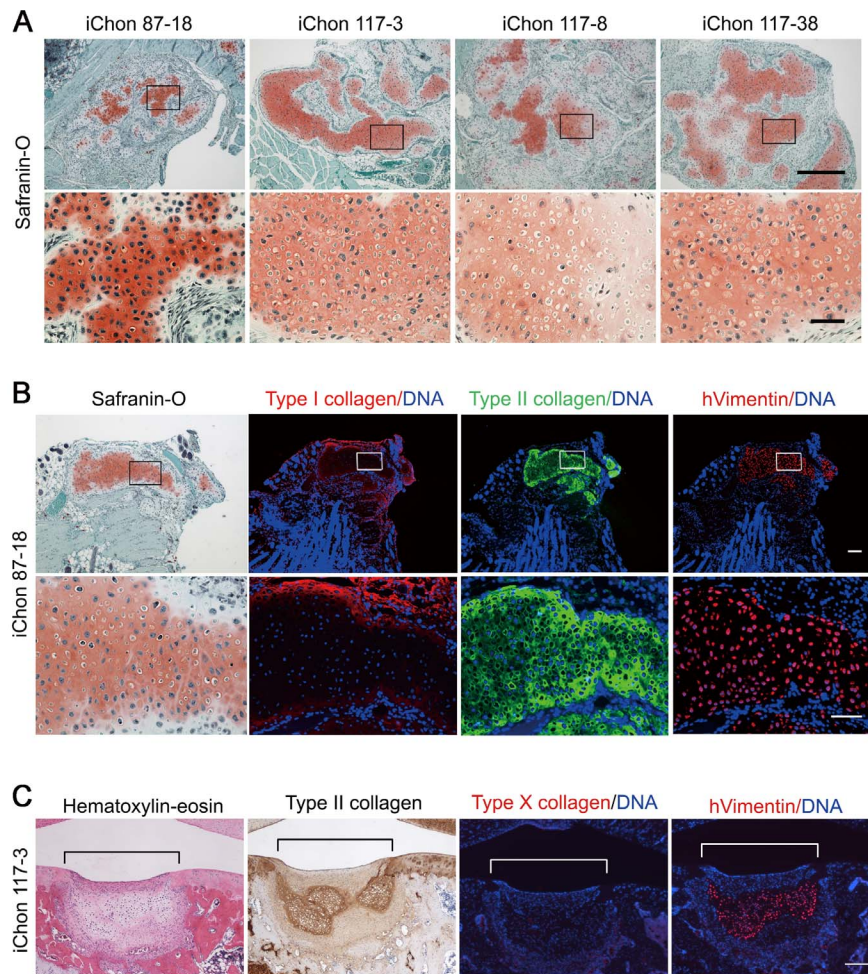 A
iChon 87-18
iChon 117-3
iChon 117-8
iChon 117-38
Safranin-O
B
Safranin-O
Type I collagen/DNA
Type II collagen/DNA
hVimentin/DNA
iChon 87-18
C
Hematoxylin-eosin
Type II collagen
Type X collagen/DNA
hVimentin/DNA
iChon 117-3